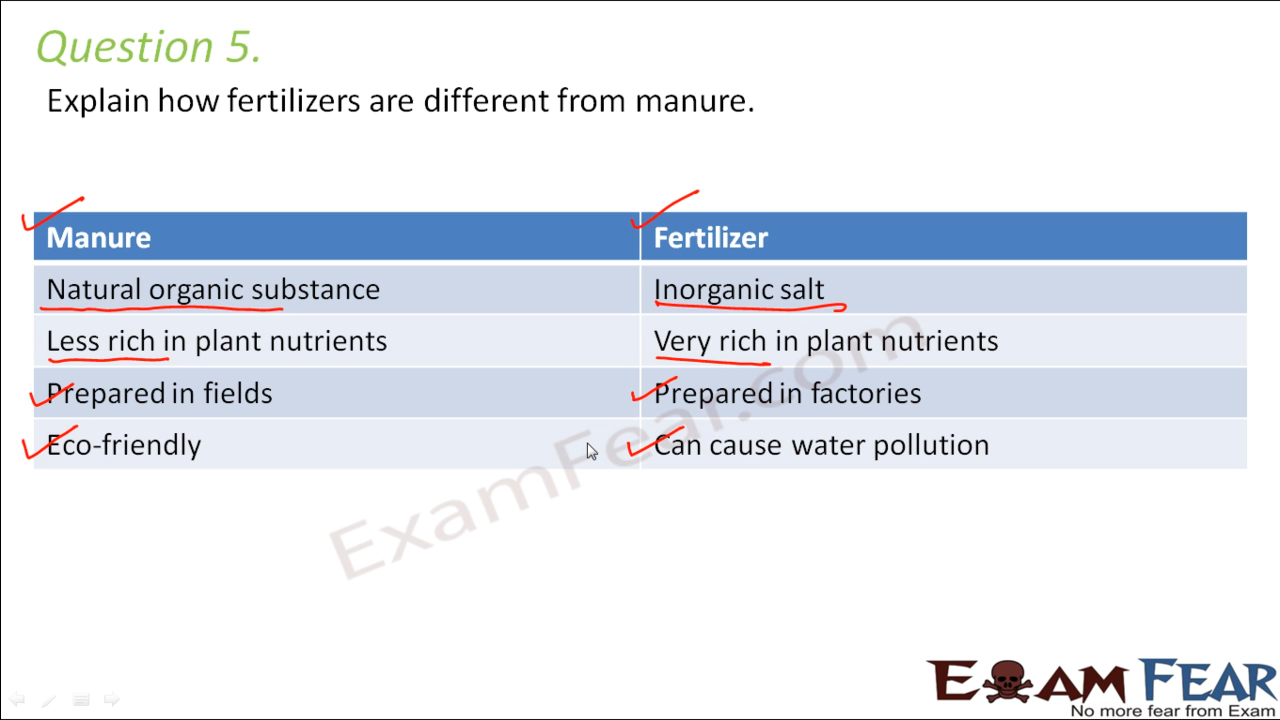 Question 5.
Explain how fertilizers are different from manure.
Manure Fertilizer
Natural organic substance Inorganic salt
Less rich in plant nutrients Very rich in plant nutrients
Prepared in fields Prepared in factories
Eco-friendly Can cause water pollution
ExamFear.com
EXAM FEAR
No more fear from Exam